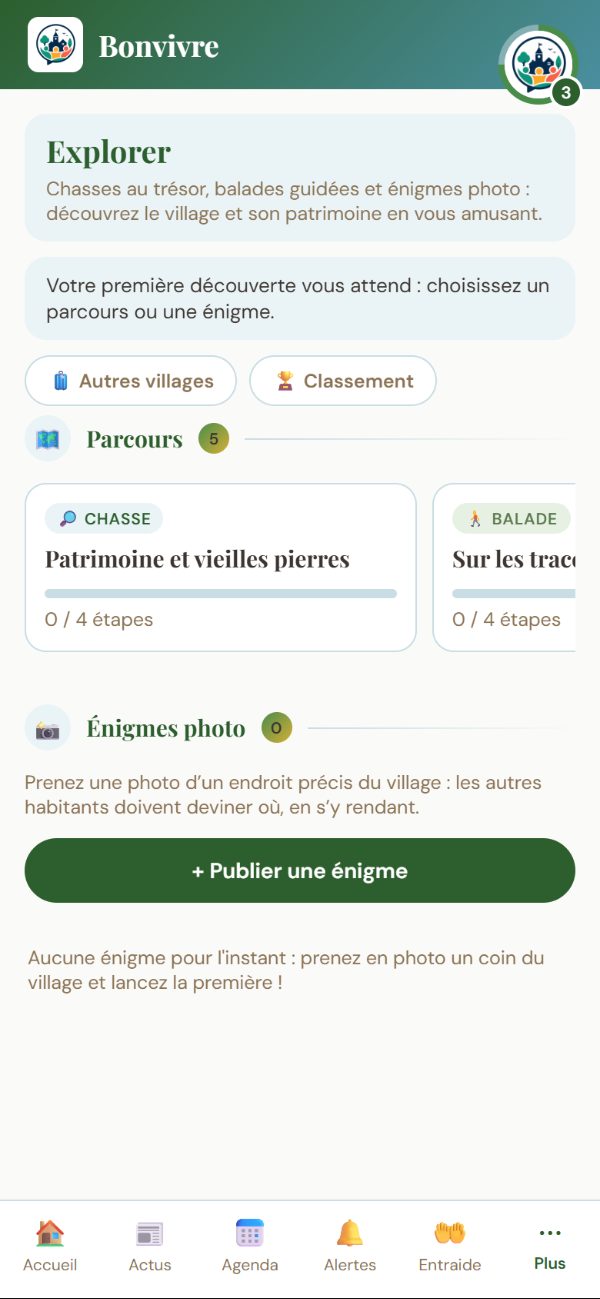 Bonvivre
3
Explorer
Chasses au trésor, balades guidées et énigmes photo :
découvrez le village et son patrimoine en vous amusant.
Votre première découverte vous attend : choisissez un
parcours ou une énigme.
Autres villages
Classement
Parcours 5
CHASSE
Patrimoine et vieilles pierres
0 / 4 étapes
BALADE
Sur les trac
0 / 4 étapes
Énigmes photo 0
Prenez une photo d’un endroit précis du village : les autres
habitants doivent deviner où, en s’y rendant.
+ Publier une énigme
Aucune énigme pour l'instant : prenez en photo un coin du
village et lancez la première !
Accueil
Actus
Agenda
Alertes
Entraide
Plus